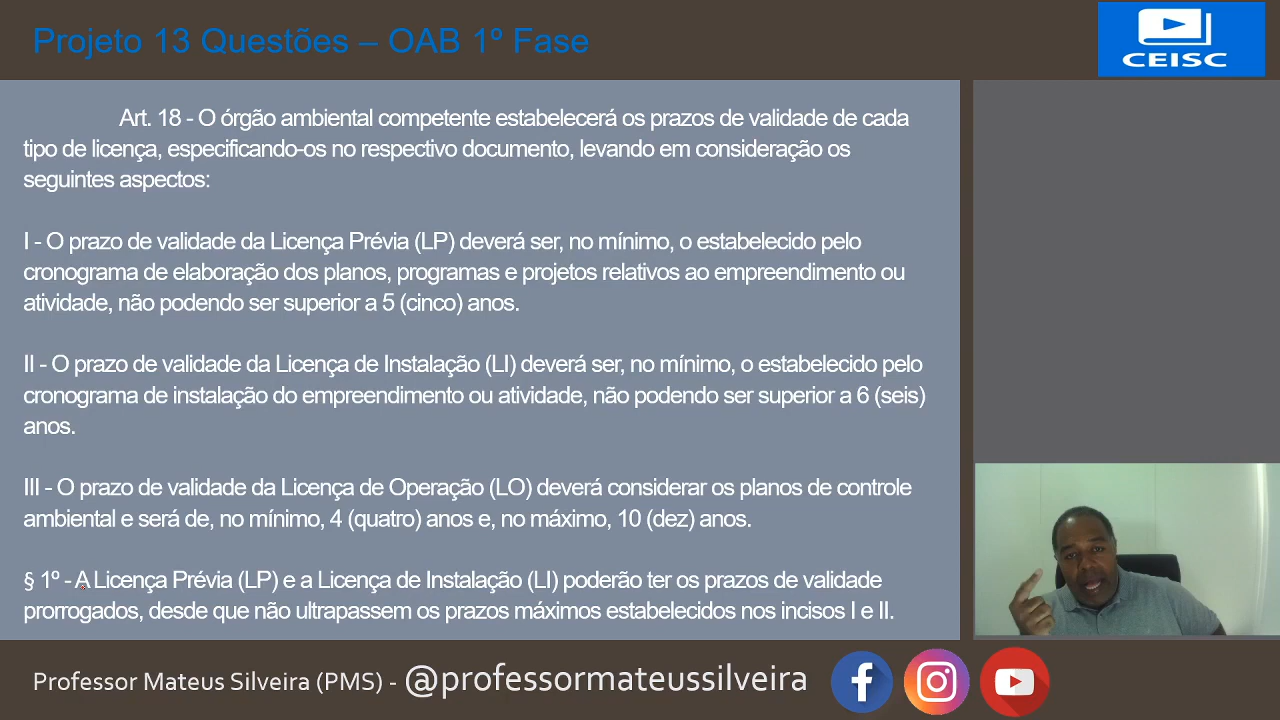 Projeto 13 Questões – OAB 1º Fase
CEISC
Art. 18 - O órgão ambiental competente estabelecerá os prazos de validade de cada
tipo de licença, especificando-os no respectivo documento, levando em consideração os
seguintes aspectos:
I - O prazo de validade da Licença Prévia (LP) deverá ser, no mínimo, o estabelecido pelo
cronograma de elaboração dos planos, programas e projetos relativos ao empreendimento ou
atividade, não podendo ser superior a 5 (cinco) anos.
II - O prazo de validade da Licença de Instalação (LI) deverá ser, no mínimo, o estabelecido pelo
cronograma de instalação do empreendimento ou atividade, não podendo ser superior a 6 (seis)
anos.
III - O prazo de validade da Licença de Operação (LO) deverá considerar os planos de controle
ambiental e será de, no mínimo, 4 (quatro) anos e, no máximo, 10 (dez) anos.
§ 1º - A Licença Prévia (LP) e a Licença de Instalação (LI) poderão ter os prazos de validade
prorrogados, desde que não ultrapassem os prazos máximos estabelecidos nos incisos I e II.
Professor Mateus Silveira (PMS) - @professormateussilveira